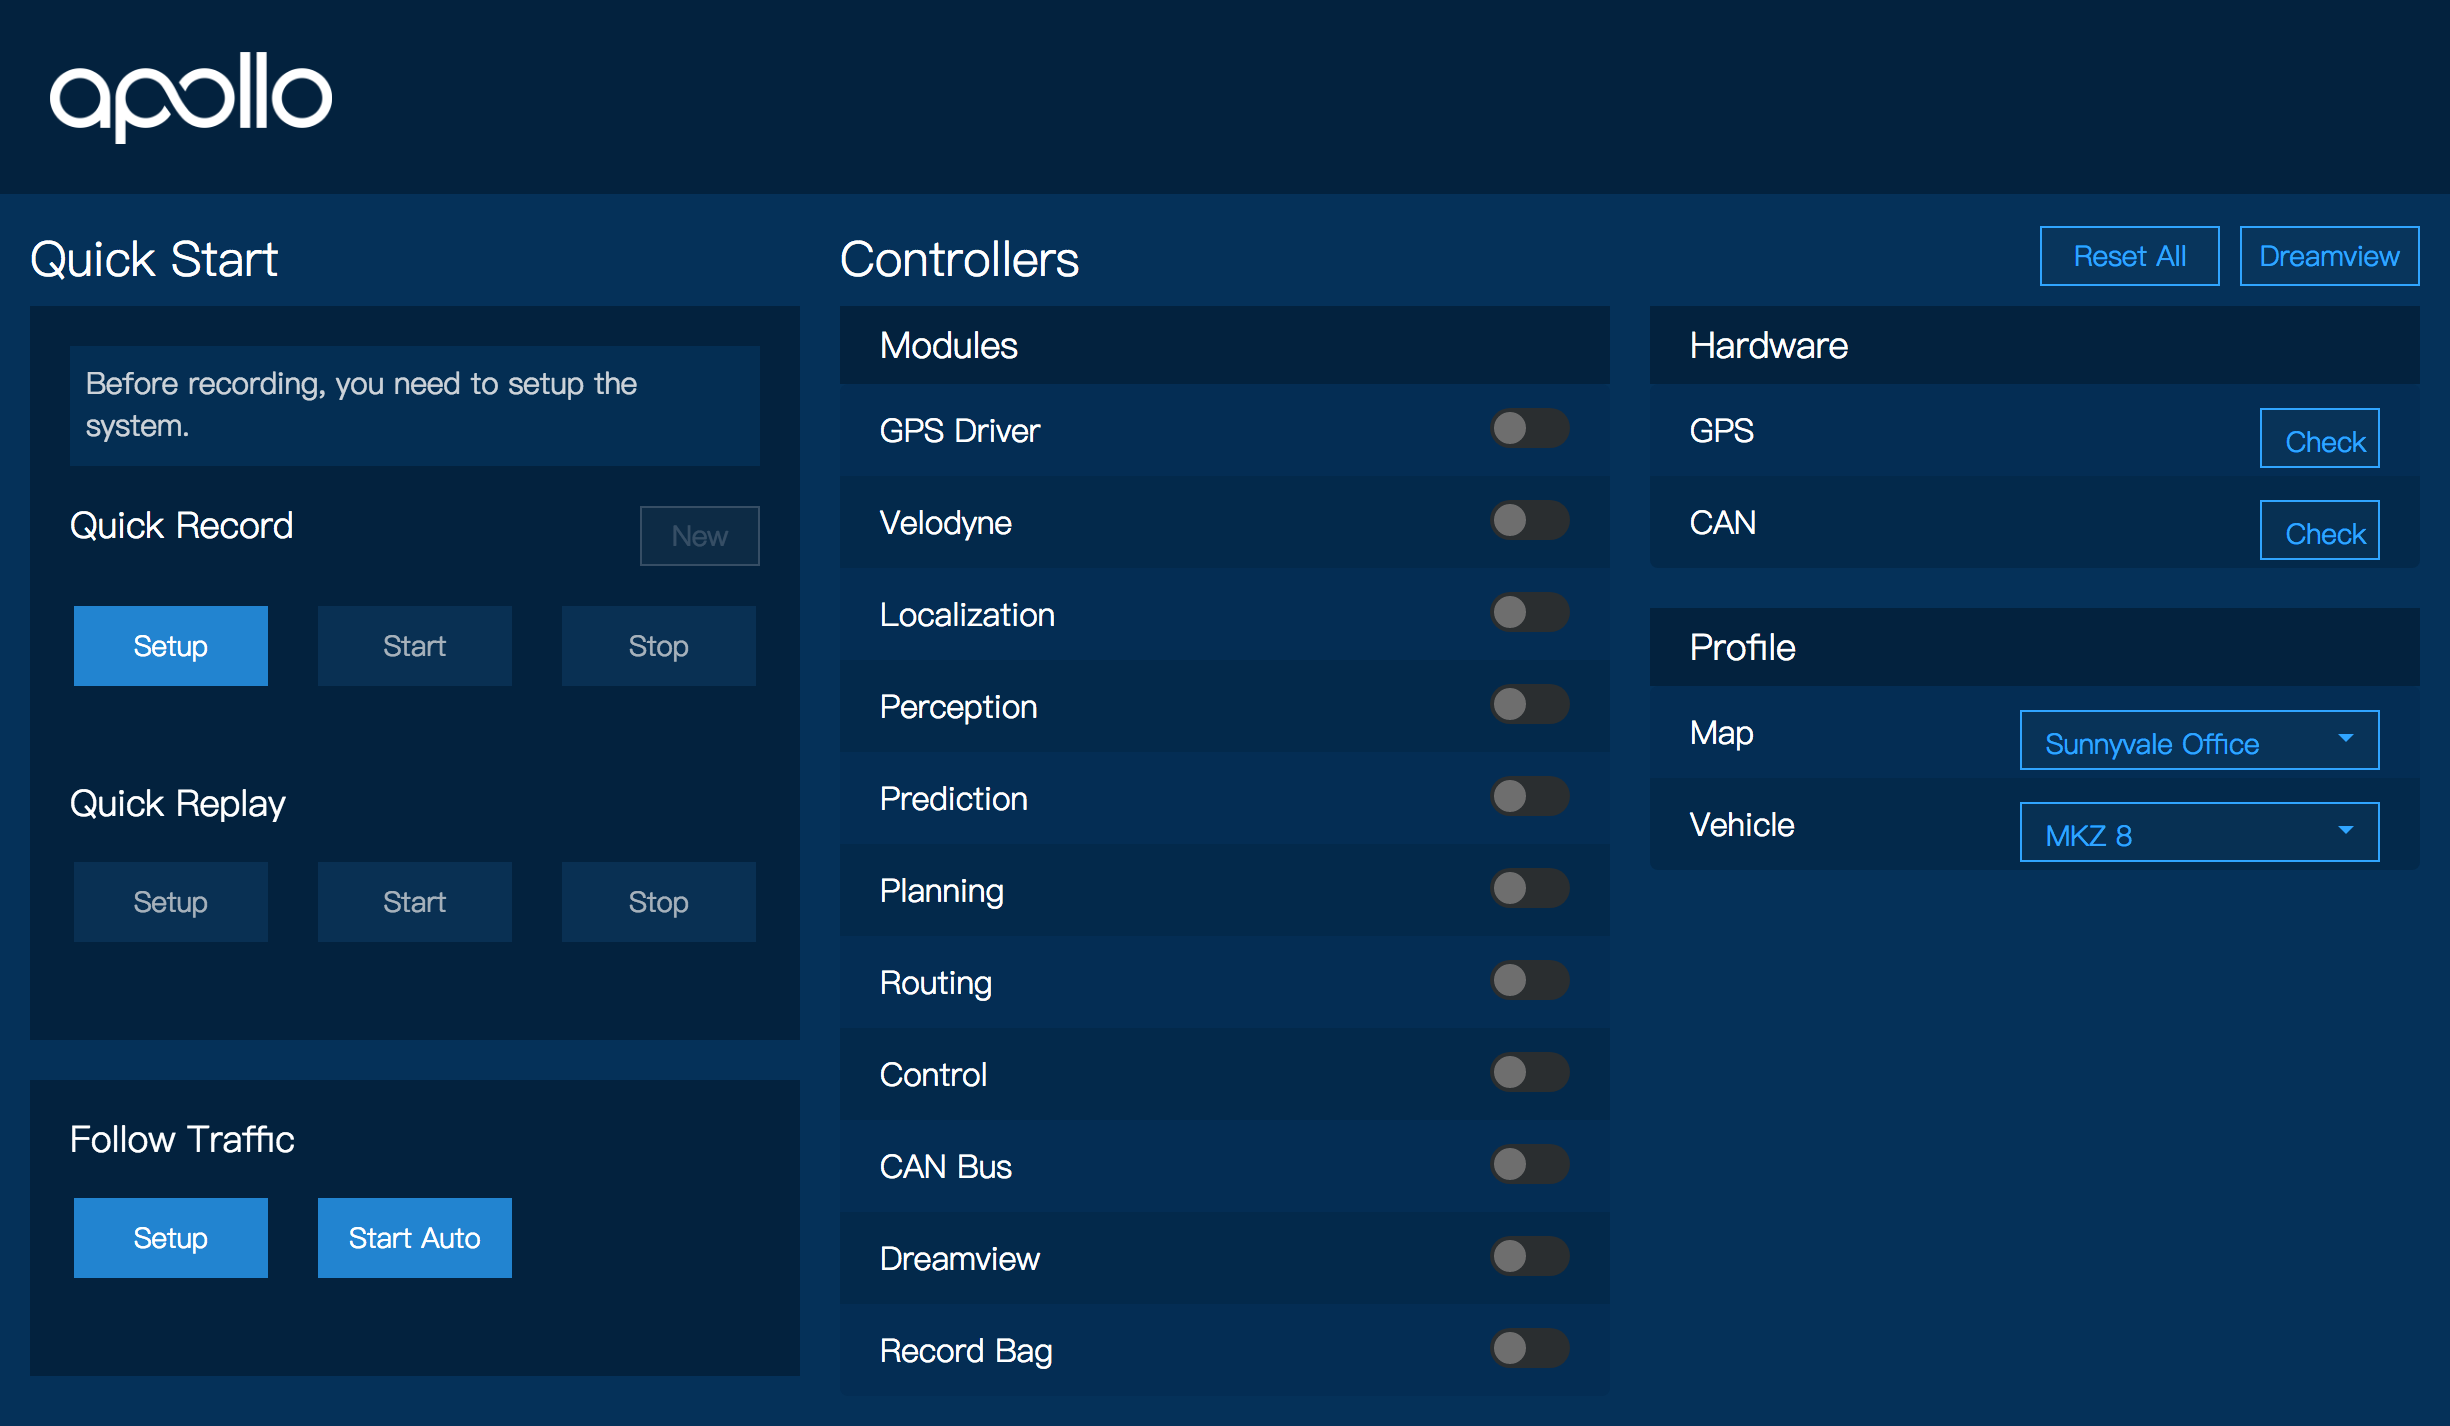 apollo
Quick Start
Before recording, you need to setup the
system.
Quick Record
New
Setup
Start
Stop
Quick Replay
Setup
Start
Stop
Follow Traffic
Setup
Start Auto
Controllers
Reset All
Dreamview
Modules
GPS Driver
Velodyne
Localization
Perception
Prediction
Planning
Routing
Control
CAN Bus
Dreamview
Record Bag
Hardware
GPS
Check
CAN
Check
Profile
Map
Sunnyvale Office
Vehicle
MKZ 8